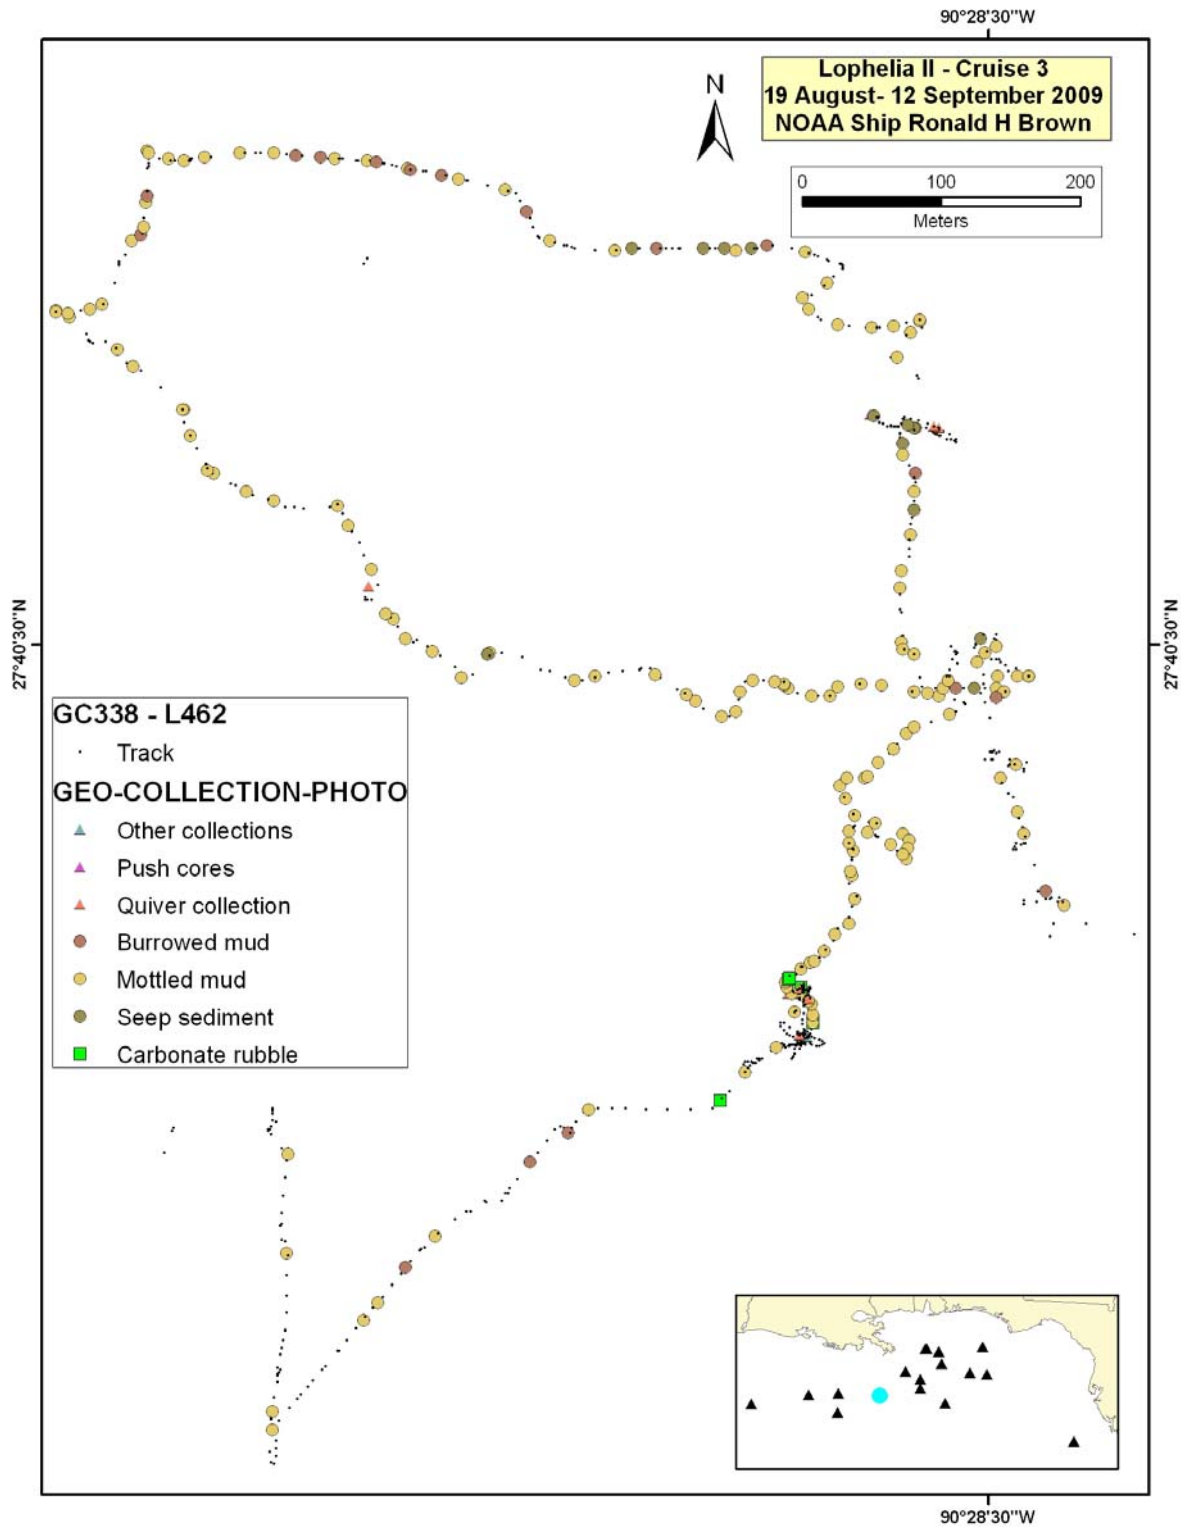 90°28'30"W
Lophelia II - Cruise 3
19 August- 12 September 2009
NOAA Ship Ronald H Brown
N
0 100 200
Meters
27°40'30"N
27°40'30"N
GC338 - L462
Track
GEO-COLLECTION-PHOTO
Other collections
Push cores
Quiver collection
Burrowed mud
Mottled mud
Seep sediment
Carbonate rubble
90°28'30"W